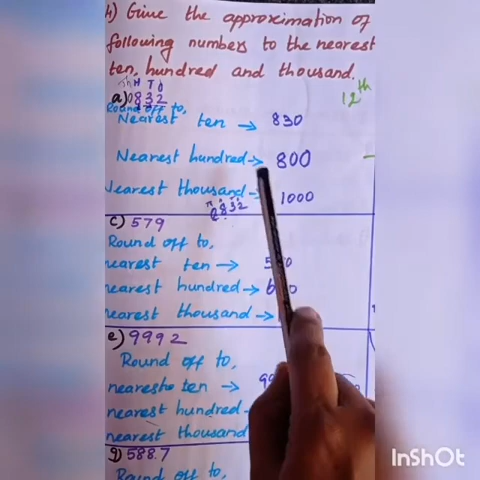 4) Give the approximation of
following numbers to the nearest
ten, hundred and thousand.
Th H T O
a) 0832
12th
Round off to,
Nearest ten → 830
Nearest hundred → 800
Nearest thousand → 1000
0832
c) 579
Round off to,
nearest ten →
nearest hundred →
nearest thousand →
e) 9992
Round off to,
nearest ten →
nearest hundred
nearest thousand
g) 5887
Round off to,
InShOt